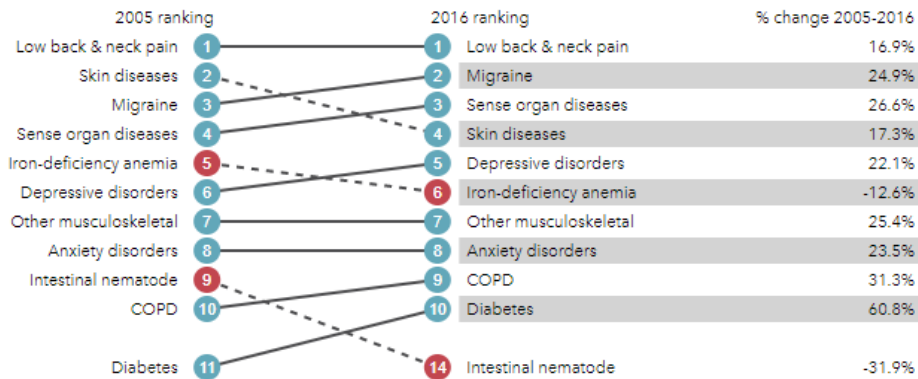 2005 ranking 2016 ranking % change 2005-2016
Low back & neck pain 1 1 Low back & neck pain 16.9%
Skin diseases 2 2 Migraine 24.9%
Migraine 3 3 Sense organ diseases 26.6%
Sense organ diseases 4 4 Skin diseases 17.3%
Iron-deficiency anemia 5 5 Depressive disorders 22.1%
Depressive disorders 6 6 Iron-deficiency anemia -12.6%
Other musculoskeletal 7 7 Other musculoskeletal 25.4%
Anxiety disorders 8 8 Anxiety disorders 23.5%
Intestinal nematode 9 9 COPD 31.3%
COPD 10 10 Diabetes 60.8%
Diabetes 11 14 Intestinal nematode -31.9%